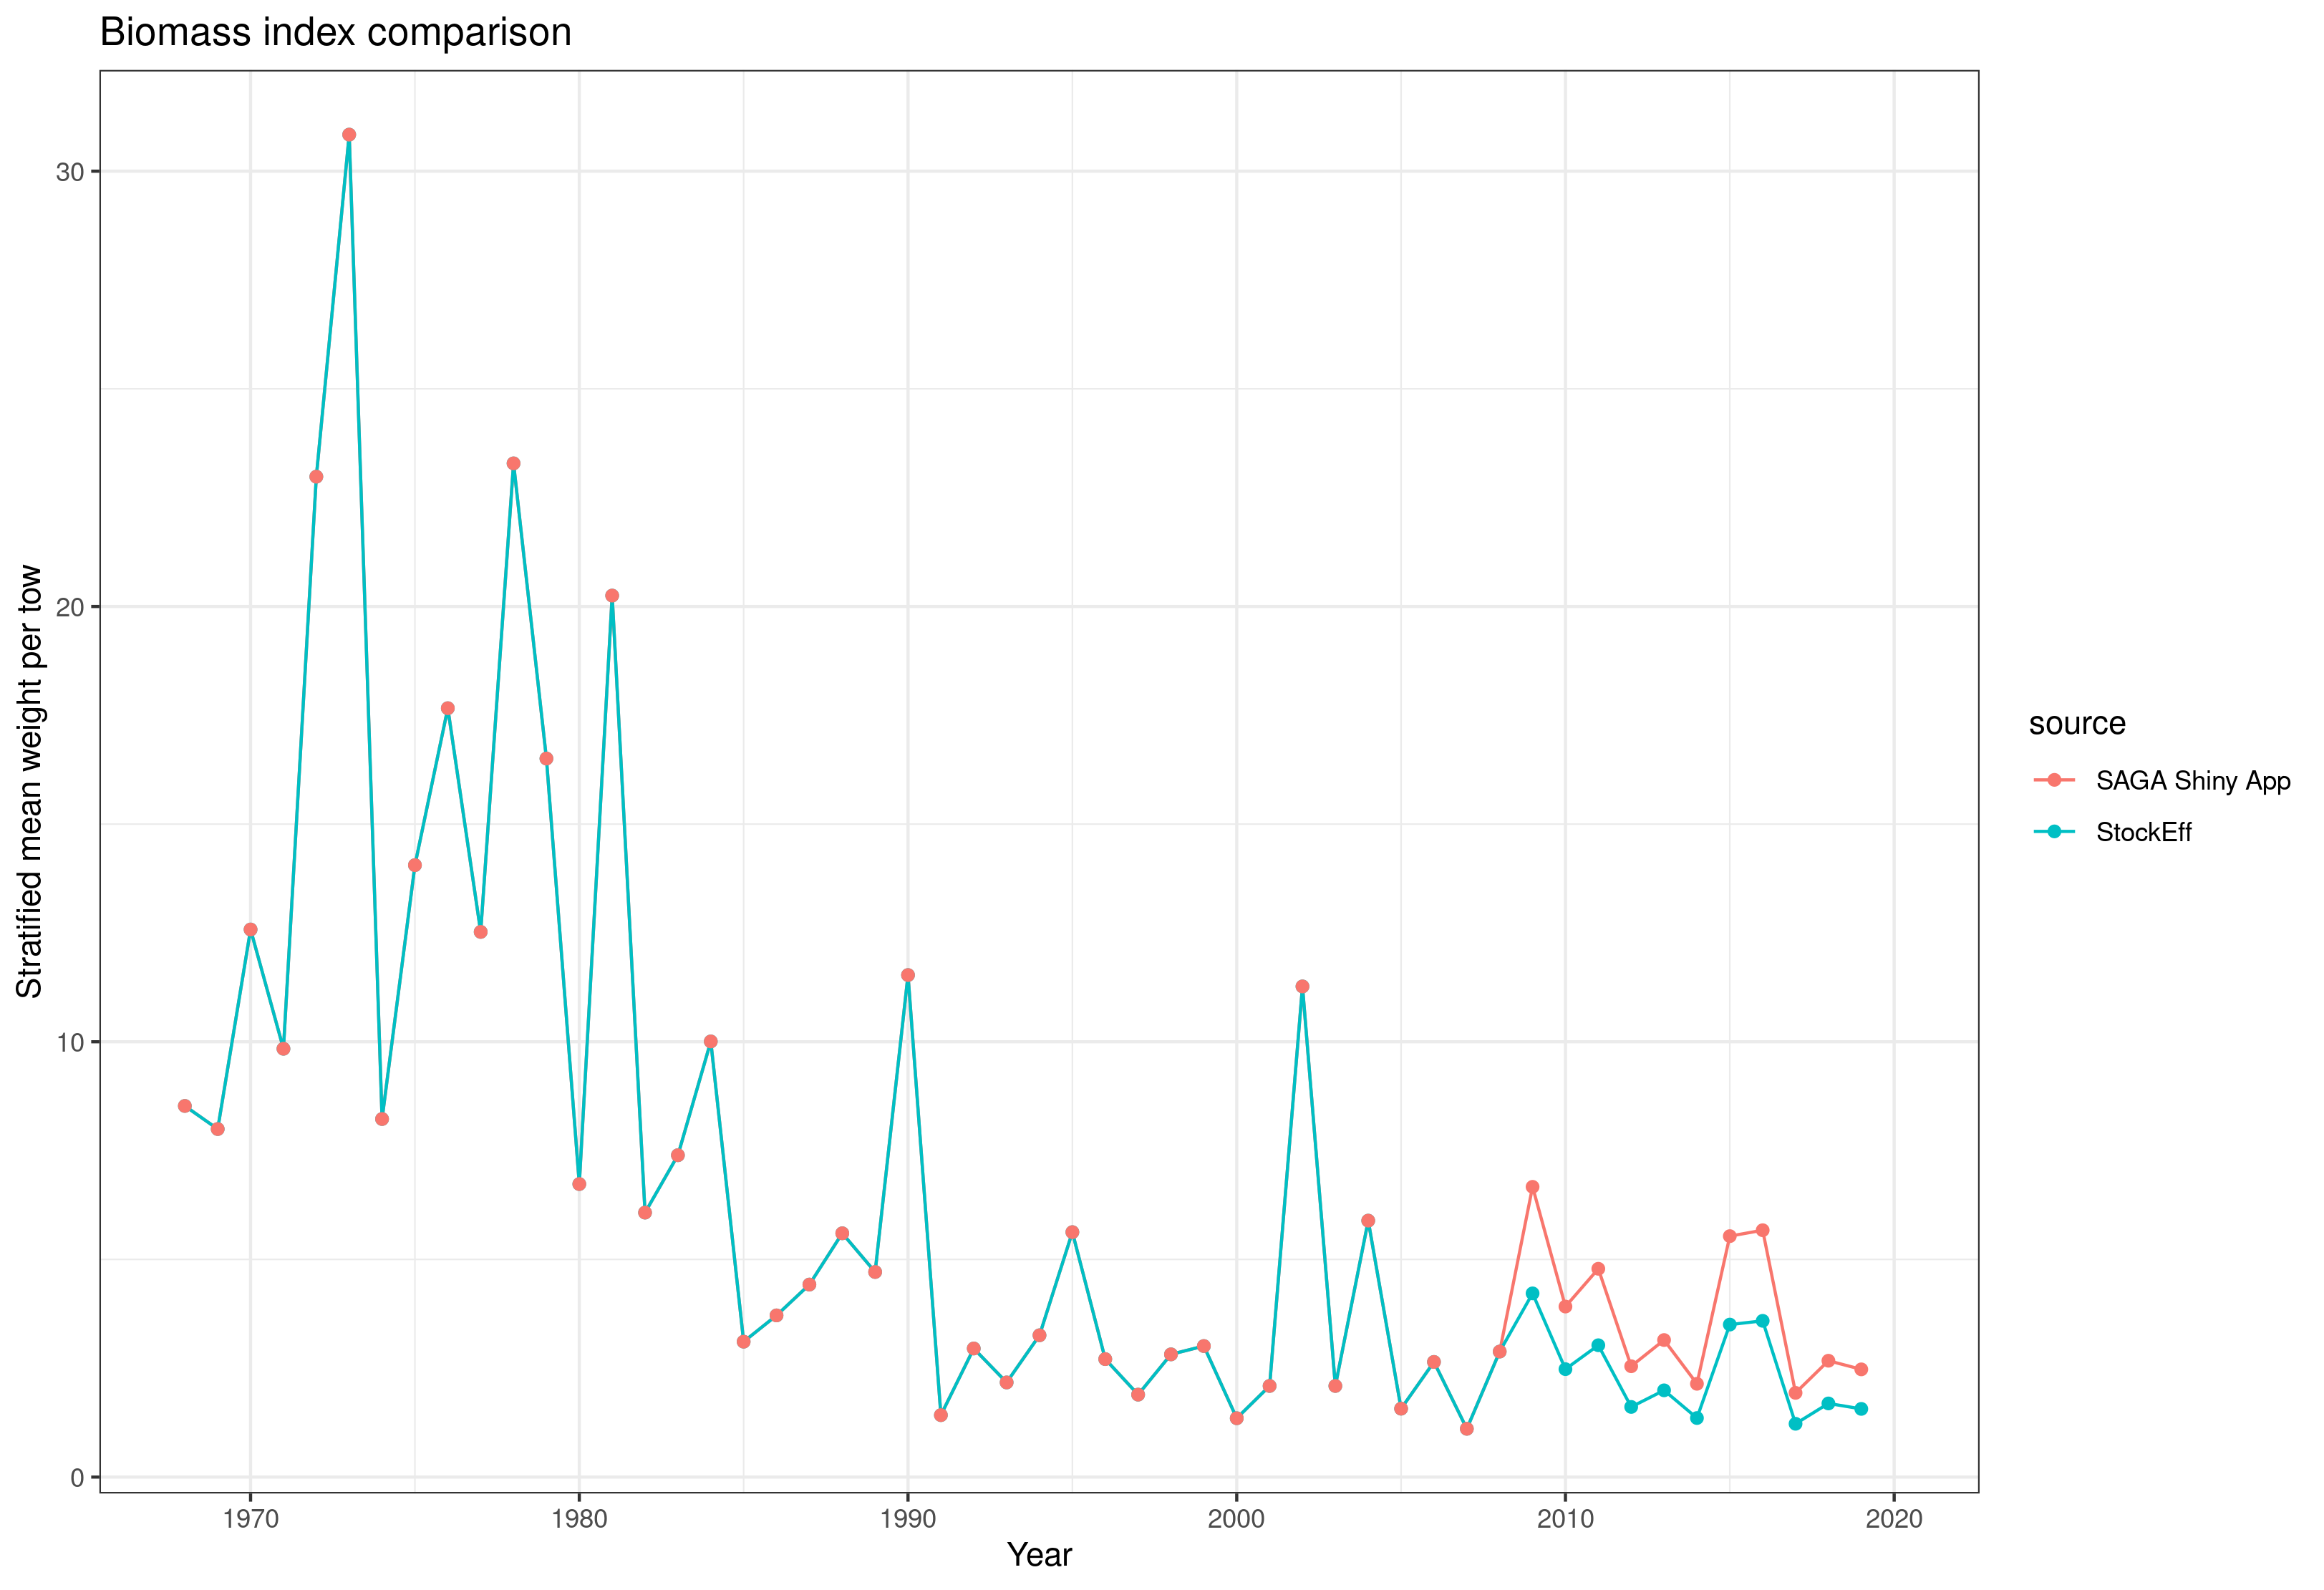 Biomass index comparison
Stratified mean weight per tow
30
20
10
0
1970
1980
1990
2000
2010
2020
Year
source
SAGA Shiny App
StockEff